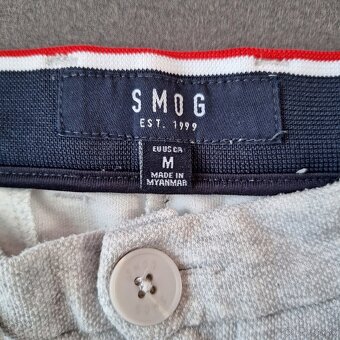 SMOG
EST. 1999
EU US CA
M
MADE IN
MYANMAR